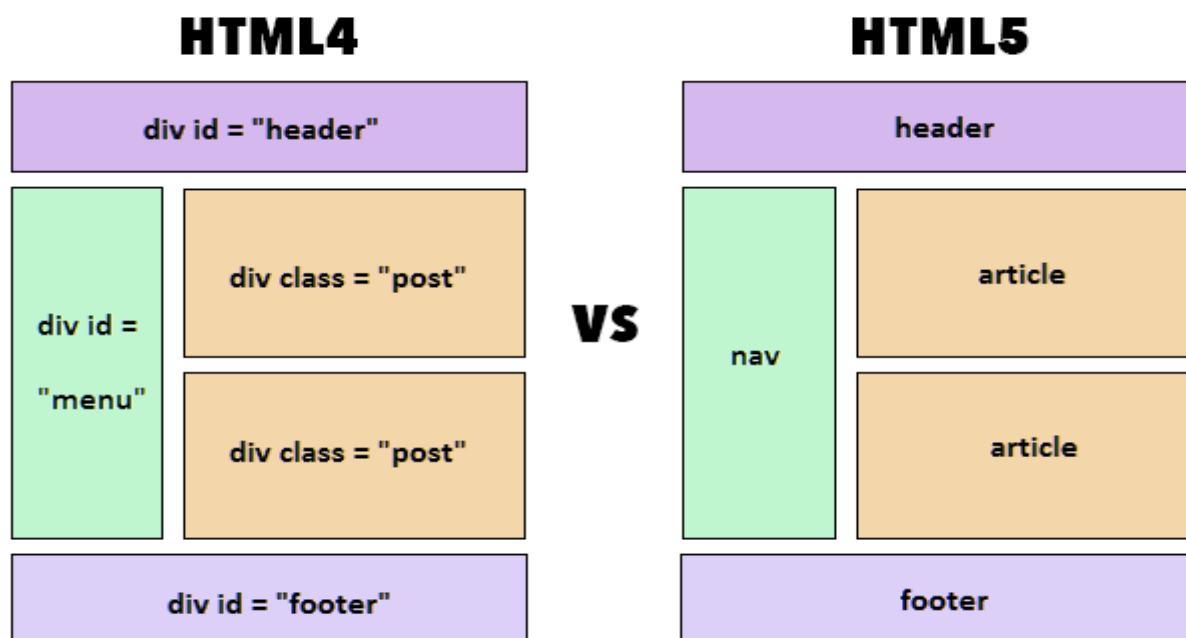 HTML4
div id = "header"
div id =
"menu"
div class = "post"
div class = "post"
div id = "footer"
VS
HTML5
header
nav
article
article
footer